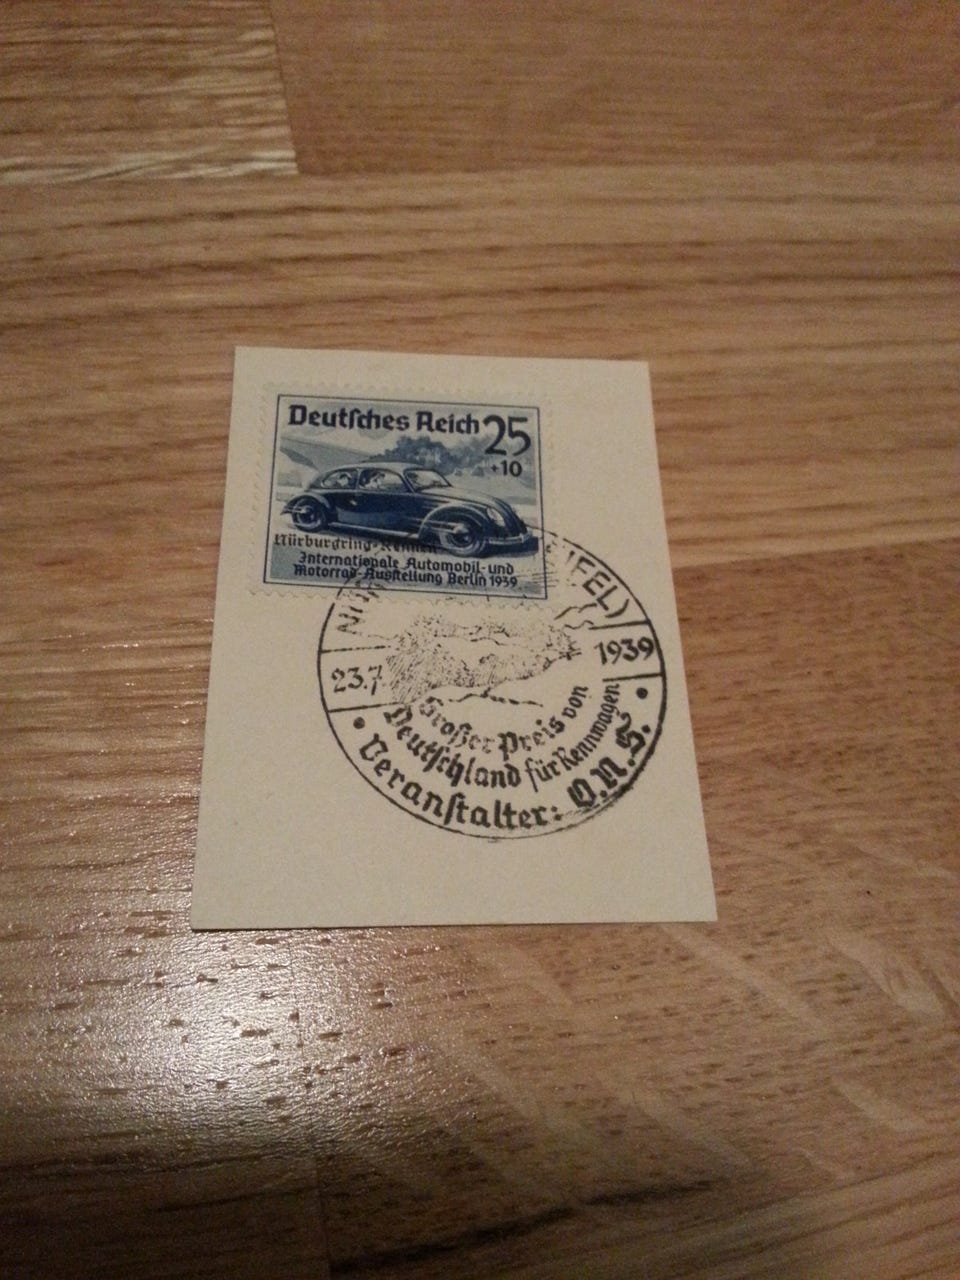 Deutsches Reich 25
+10
Nürburgring-Rennen
Internationale Automobil- und
Motorrad-Ausstellung Berlin 1939
23.7
1939
Großer Preis von
Deutschland für Rennwagen
Veranstalter: O.N.S.